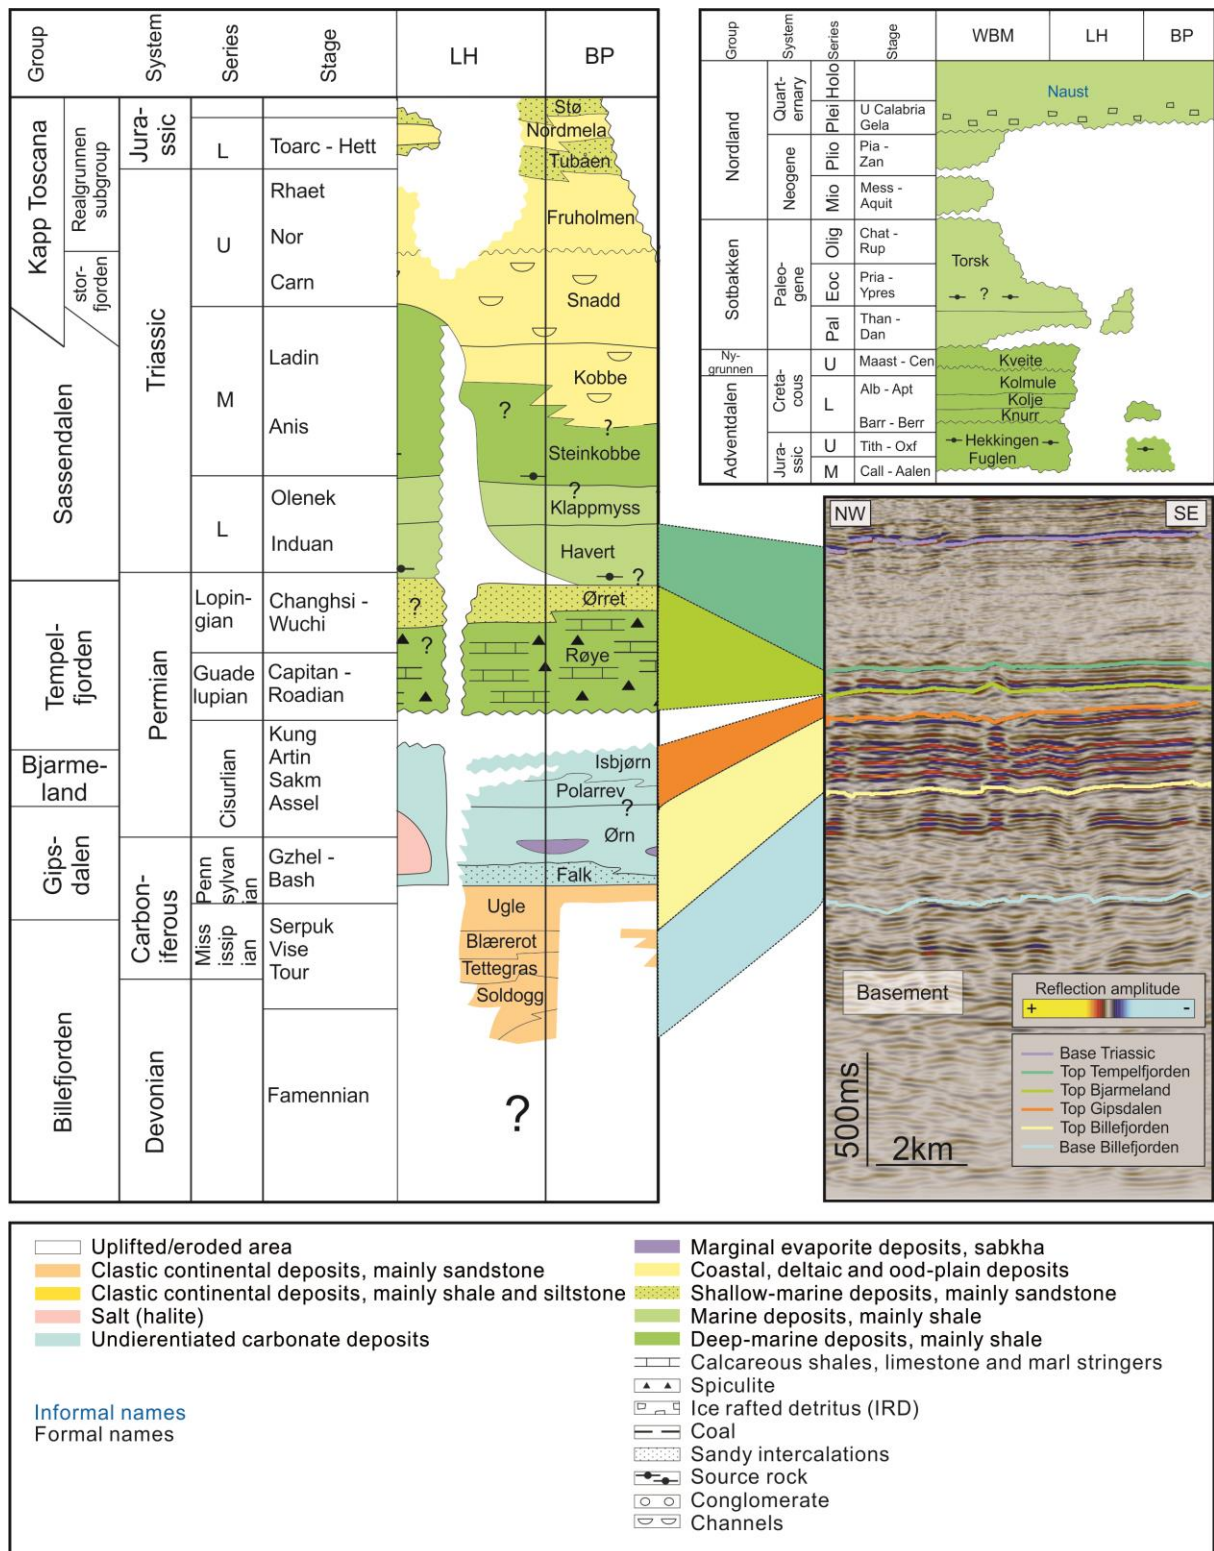 Group
System
Series
Stage
LH
BP
Kapp Toscana
Realgrunnen
subgroup
stor-
fjorden
Sassendalen
Tempel-
fjorden
Bjarme-
land
Gips-
dalen
Billefjorden
Jura-
ssic
Triassic
Permian
Carbon-
iferous
Devonian
L
U
M
L
Lopin-
gian
Guade
lupian
Cisurlian
Penn
sylvan
ian
Miss
issip
ian
Toarc - Hett
Rhaet
Nor
Carn
Ladin
Anis
Olenek
Induan
Changhsi -
Wuchi
Capitan -
Roadian
Kung
Artin
Sakm
Assel
Gzhel -
Bash
Serpuk
Vise
Tour
Famennian
Stø
Nordmela
Tubåen
Fruholmen
Snadd
Kobbe
?
?
Steinkobbe
?
Klappmyss
Havert
?
Ørret
?
?
Røye
Isbjørn
Polarrev
?
Ørn
Falk
Ugle
Blærerot
Tettegras
Soldogg
?
Group
System
Series
Stage
WBM
LH
BP
Nordland
Sotbakken
Ny-
grunnen
Adventdalen
Quart-
ernary
Neogene
Paleo-
gene
Creta-
cous
Jura-
ssic
Holo
Plei
Plio
Mio
Olig
Eoc
Pal
U
L
U
M
U Calabria
Gela
Pia -
Zan
Mess -
Aquit
Chat -
Rup
Pria -
Ypres
Than -
Dan
Maast - Cen
Alb - Apt
Barr - Berr
Tith - Oxf
Call - Aalen
Naust
Torsk
?
Kveite
Kolmule
Kolje
Knurr
Hekkingen
Fuglen
NW
SE
Basement
Reflection amplitude
+ -
500ms
2km
Base Triassic
Top Tempelfjorden
Top Bjarmeland
Top Gipsdalen
Top Billefjorden
Base Billefjorden
Uplifted/eroded area
Clastic continental deposits, mainly sandstone
Clastic continental deposits, mainly shale and siltstone
Salt (halite)
Undierentiated carbonate deposits
Informal names
Formal names
Marginal evaporite deposits, sabkha
Coastal, deltaic and ood-plain deposits
Shallow-marine deposits, mainly sandstone
Marine deposits, mainly shale
Deep-marine deposits, mainly shale
Calcareous shales, limestone and marl stringers
Spiculite
Ice rafted detritus (IRD)
Coal
Sandy intercalations
Source rock
Conglomerate
Channels